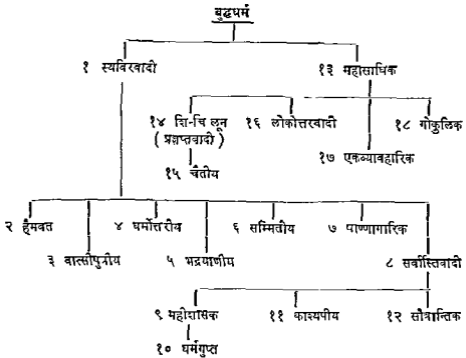 बुद्धधर्म
१ स्थविरवादी
१३ महासाधिक
१४ शि-चि लून
( प्रज्ञप्तवादी )
१६ लोकोत्तरवादी
१८ गोकुलिक
१७ एकव्यावहारिक
१५ चैतीय
२ हैमवत
४ धर्मोत्तरीय
६ सम्मितीय
७ षाण्णागारिक
३ वात्सीपुत्रीय
५ भद्रयाणीय
८ सर्वास्तिवादी
९ महीशासिक
११ काश्यपीय
१२ सौत्रान्तिक
१० धर्मगुप्त